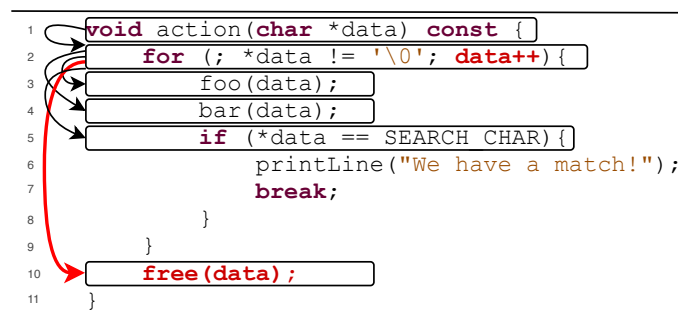 1 void action(char *data) const {
2 for (; *data != '\0'; data++){
3 foo(data);
4 bar(data);
5 if (*data == SEARCH CHAR){
6 printLine("We have a match!");
7 break;
8 }
9 }
10 free(data);
11 }